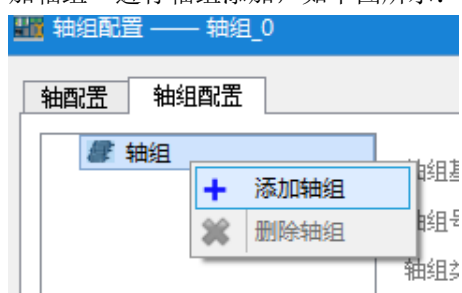 加轴组”进行轴组添加，如下图所示：
轴组配置 —— 轴组_0
轴配置 轴组配置
轴组
添加轴组
删除轴组
轴组基
轴组号
轴组类